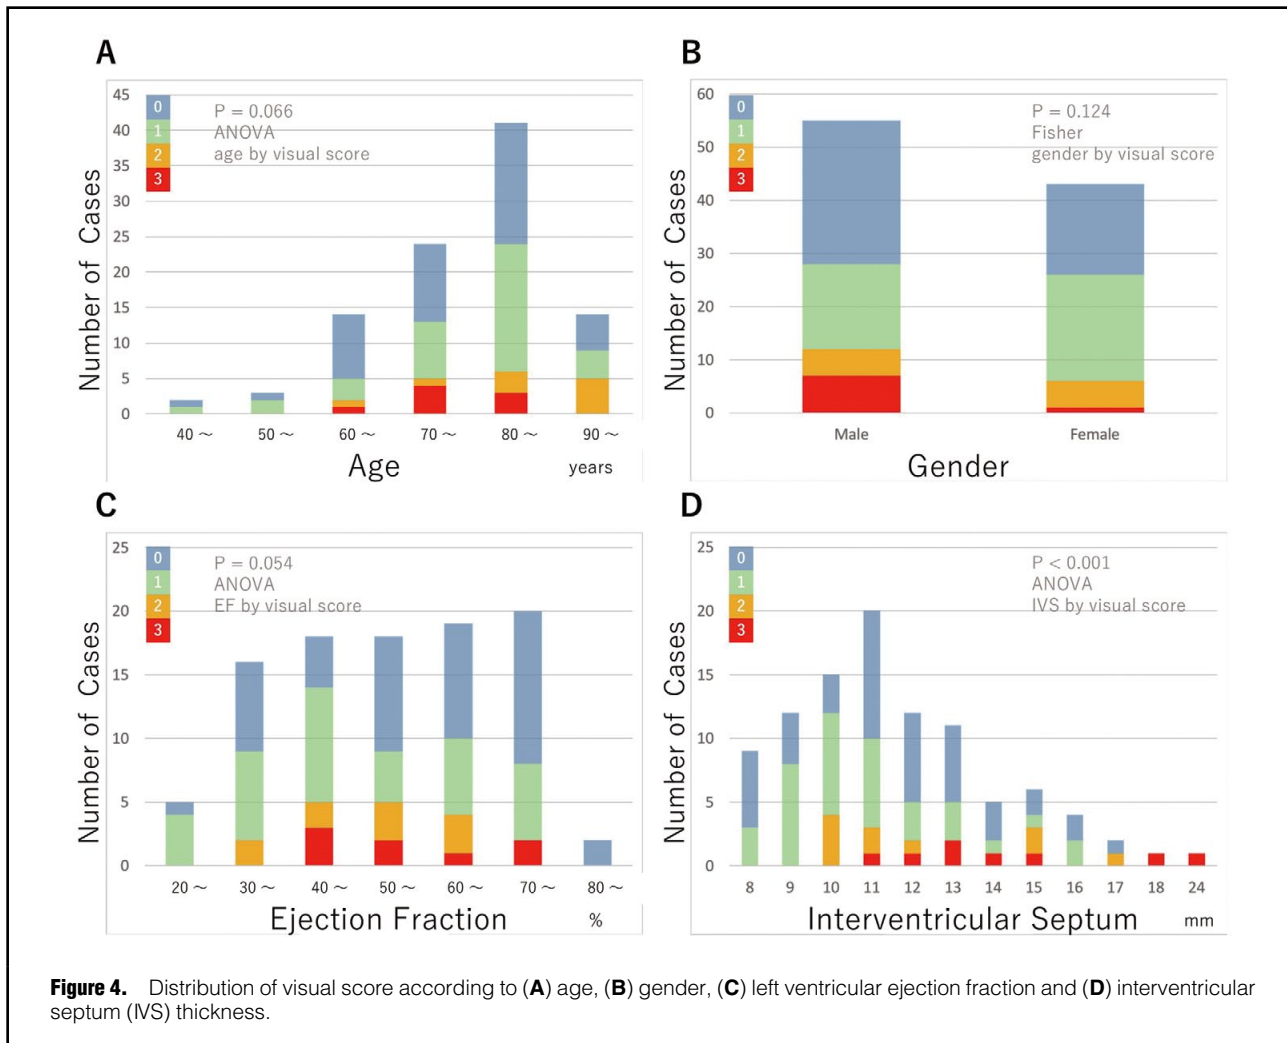 A
45
40
35
30
25
20
15
10
5
0
Number of Cases
0
1
2
3
P = 0.066
ANOVA
age by visual score
40 ~
50 ~
60 ~
70 ~
80 ~
90 ~
Age
years
B
60
50
40
30
20
10
0
Number of Cases
0
1
2
3
P = 0.124
Fisher
gender by visual score
Male
Female
Gender
C
25
20
15
10
5
0
Number of Cases
0
1
2
3
P = 0.054
ANOVA
EF by visual score
20 ~
30 ~
40 ~
50 ~
60 ~
70 ~
80 ~
Ejection Fraction
%
D
25
20
15
10
5
0
Number of Cases
0
1
2
3
P < 0.001
ANOVA
IVS by visual score
8
9
10
11
12
13
14
15
16
17
18
24
Interventricular Septum
mm
Figure 4. Distribution of visual score according to (A) age, (B) gender, (C) left ventricular ejection fraction and (D) interventricular
septum (IVS) thickness.